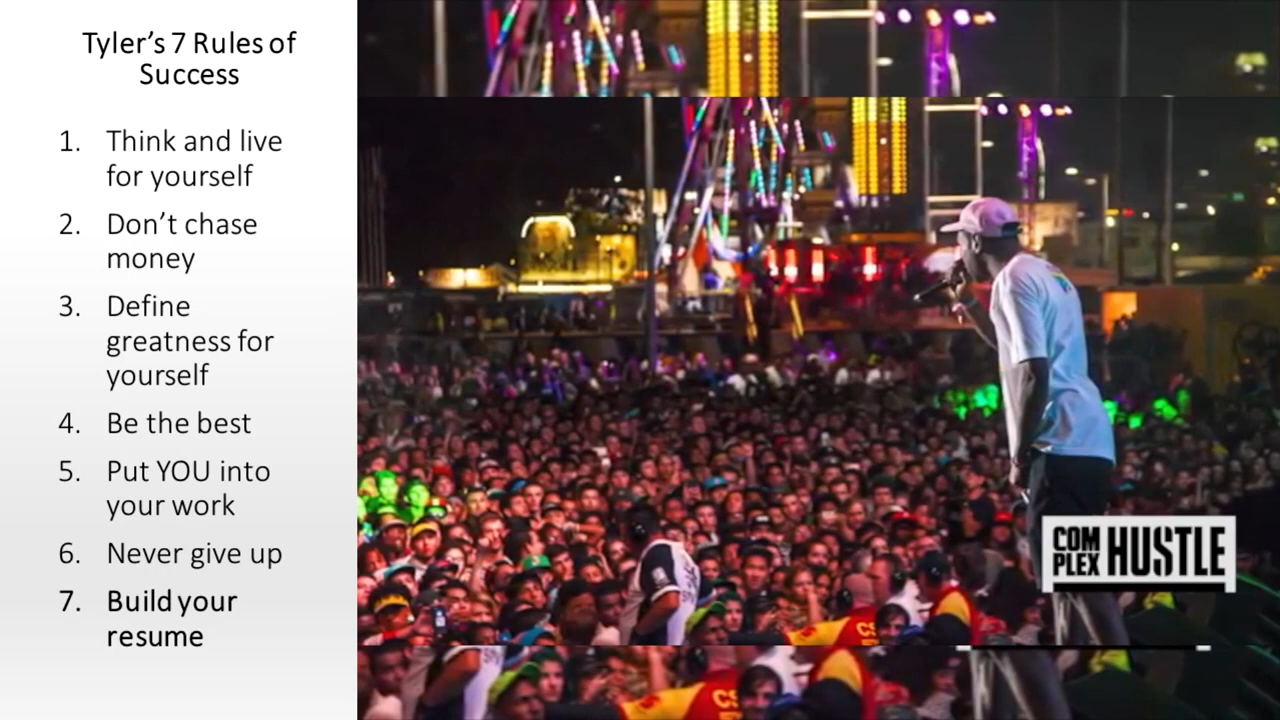 Tyler’s 7 Rules of
Success
1. Think and live
for yourself
2. Don’t chase
money
3. Define
greatness for
yourself
4. Be the best
5. Put YOU into
your work
6. Never give up
7. Build your
resume
COM
PLEX HUSTLE
CS
CS